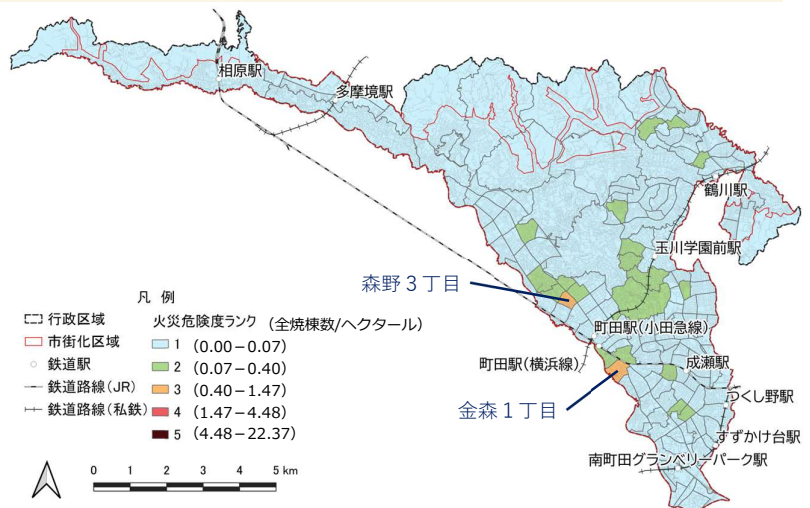 相原駅
多摩境駅
鶴川駅
玉川学園前駅
森野３丁目
町田駅(小田急線)
町田駅(横浜線)
成瀬駅
金森１丁目
つくし野駅
すずかけ台駅
南町田グランベリーパーク駅
凡 例
行政区域
市街化区域
鉄道駅
鉄道路線(JR)
鉄道路線(私鉄)
火災危険度ランク (全焼棟数/ヘクタール)
1 (0.00－0.07)
2 (0.07－0.40)
3 (0.40－1.47)
4 (1.47－4.48)
5 (4.48－22.37)
0 1 2 3 4 5 km